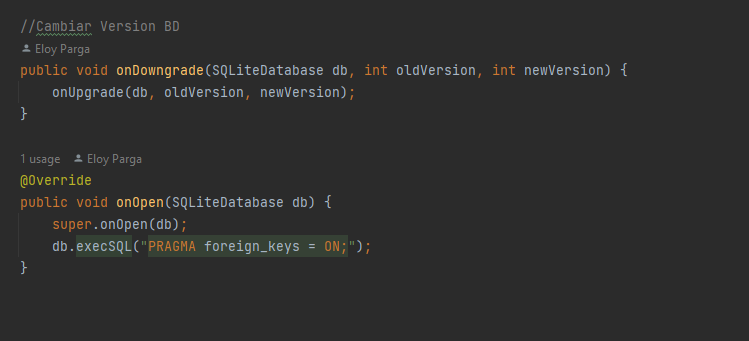 //Cambiar Version BD
Eloy Parga
public void onDowngrade(SQLiteDatabase db, int oldVersion, int newVersion) {
onUpgrade(db, oldVersion, newVersion);
}
1 usage Eloy Parga
@Override
public void onOpen(SQLiteDatabase db) {
super.onOpen(db);
db.execSQL("PRAGMA foreign_keys = ON;");
}